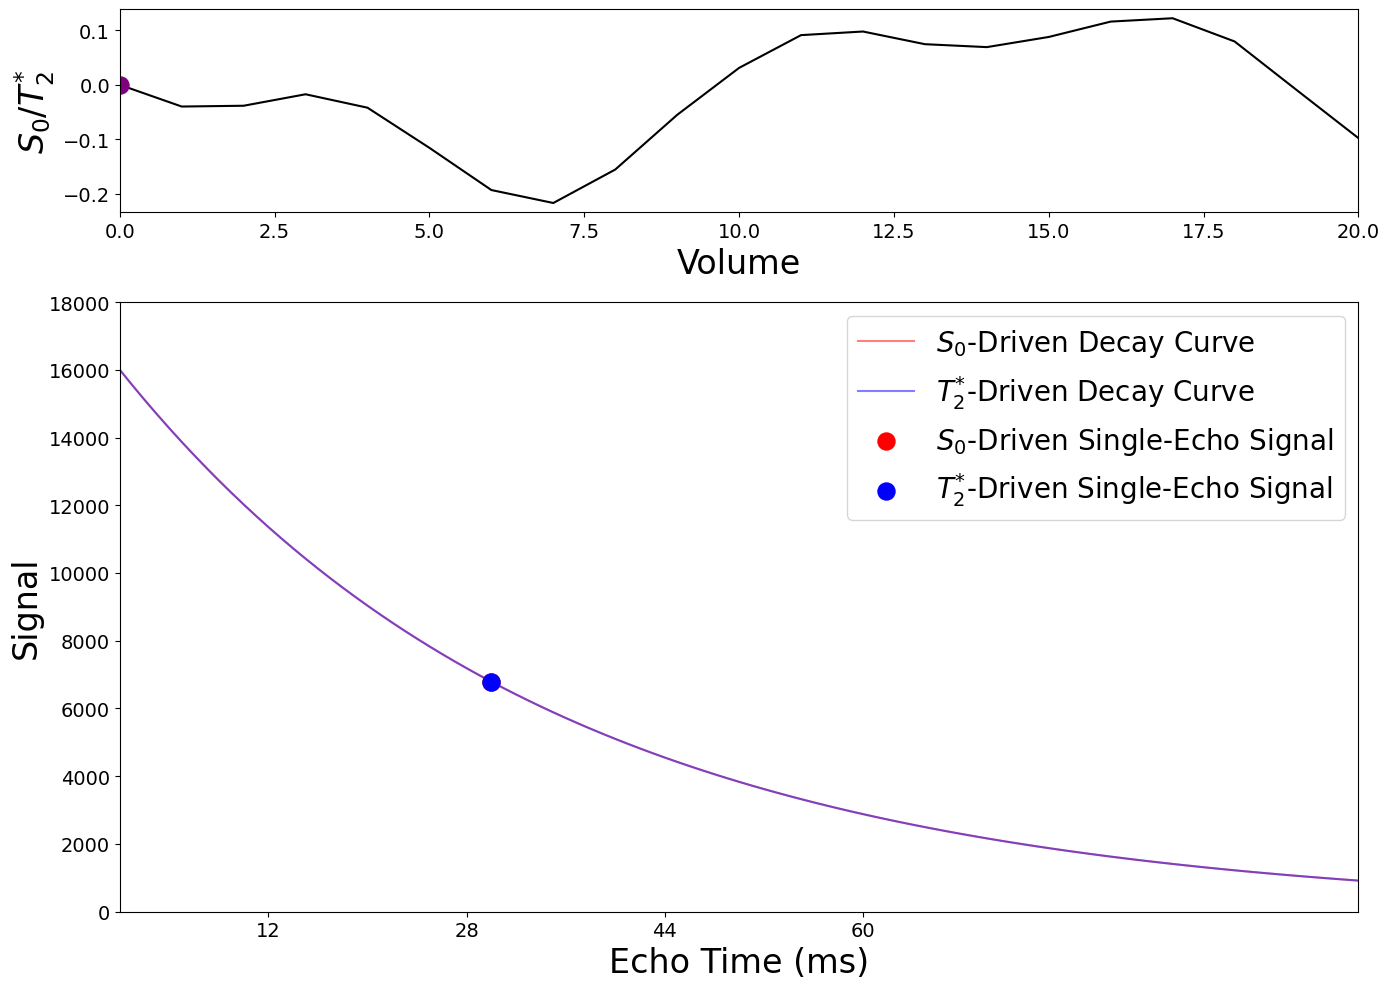 S₀/T₂*
0.1
0.0
−0.1
−0.2
0.0 2.5 5.0 7.5 10.0 12.5 15.0 17.5 20.0
Volume
18000
16000
14000
12000
10000
8000
6000
4000
2000
0
Signal
S₀-Driven Decay Curve
T₂*-Driven Decay Curve
S₀-Driven Single-Echo Signal
T₂*-Driven Single-Echo Signal
12 28 44 60
Echo Time (ms)